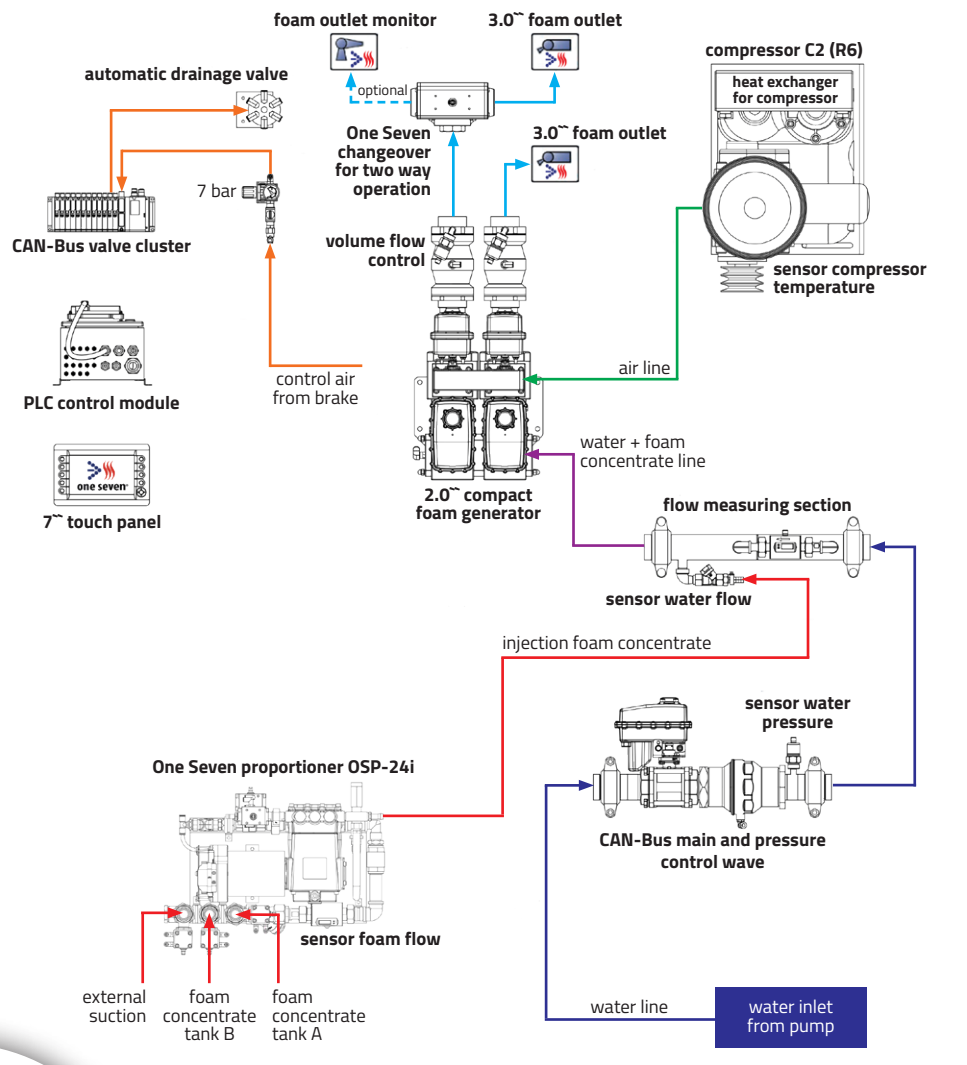 foam outlet monitor
3.0˜ foam outlet
compressor C2 (R6)
automatic drainage valve
heat exchanger
for compressor
optional
One Seven
changeover
for two way
operation
3.0˜ foam outlet
7 bar
CAN-Bus valve cluster
volume flow
control
sensor compressor
temperature
air line
control air
from brake
PLC control module
water + foam
concentrate line
one seven
7˜ touch panel
2.0˜ compact
foam generator
flow measuring section
sensor water flow
injection foam concentrate
sensor water
pressure
One Seven proportioner OSP-24i
CAN-Bus main and pressure
control wave
sensor foam flow
external
suction
foam
concentrate
tank B
foam
concentrate
tank A
water line
water inlet
from pump